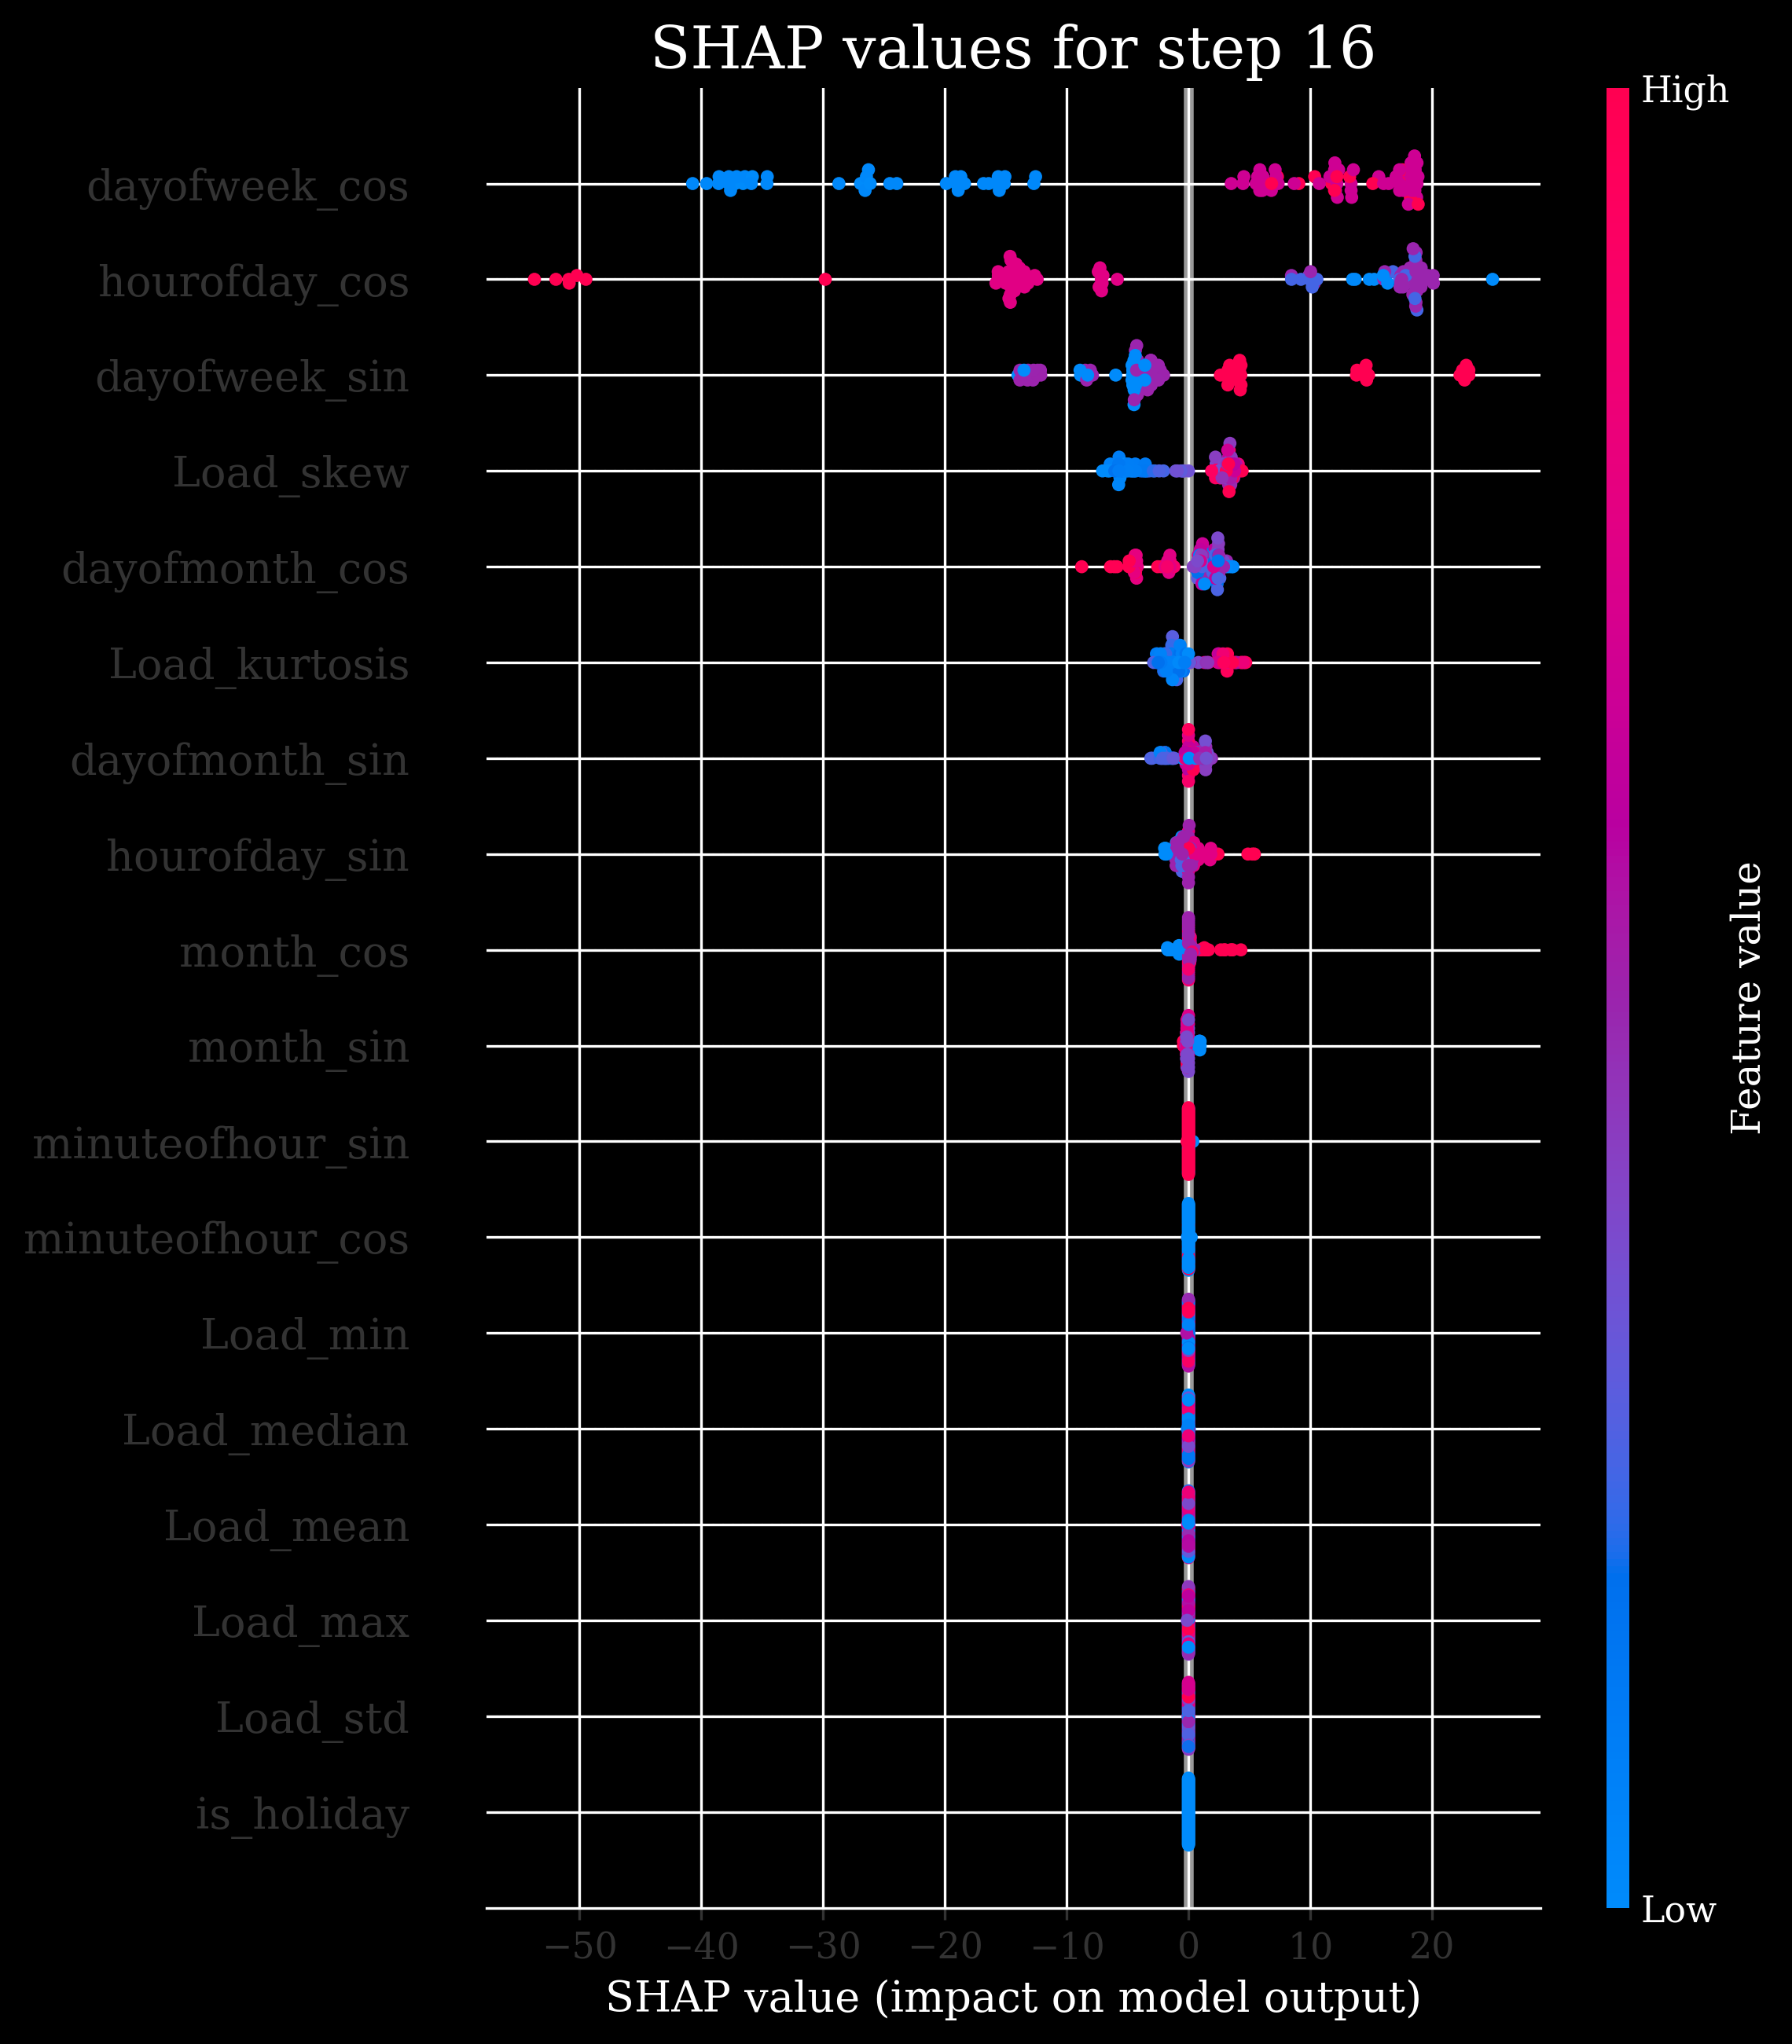 SHAP values for step 16
High
dayofweek_cos
hourofday_cos
dayofweek_sin
Load_skew
dayofmonth_cos
Load_kurtosis
dayofmonth_sin
hourofday_sin
month_cos
month_sin
minuteofhour_sin
minuteofhour_cos
Load_min
Load_median
Load_mean
Load_max
Load_std
is_holiday
Feature value
Low
−50 −40 −30 −20 −10 0 10 20
SHAP value (impact on model output)